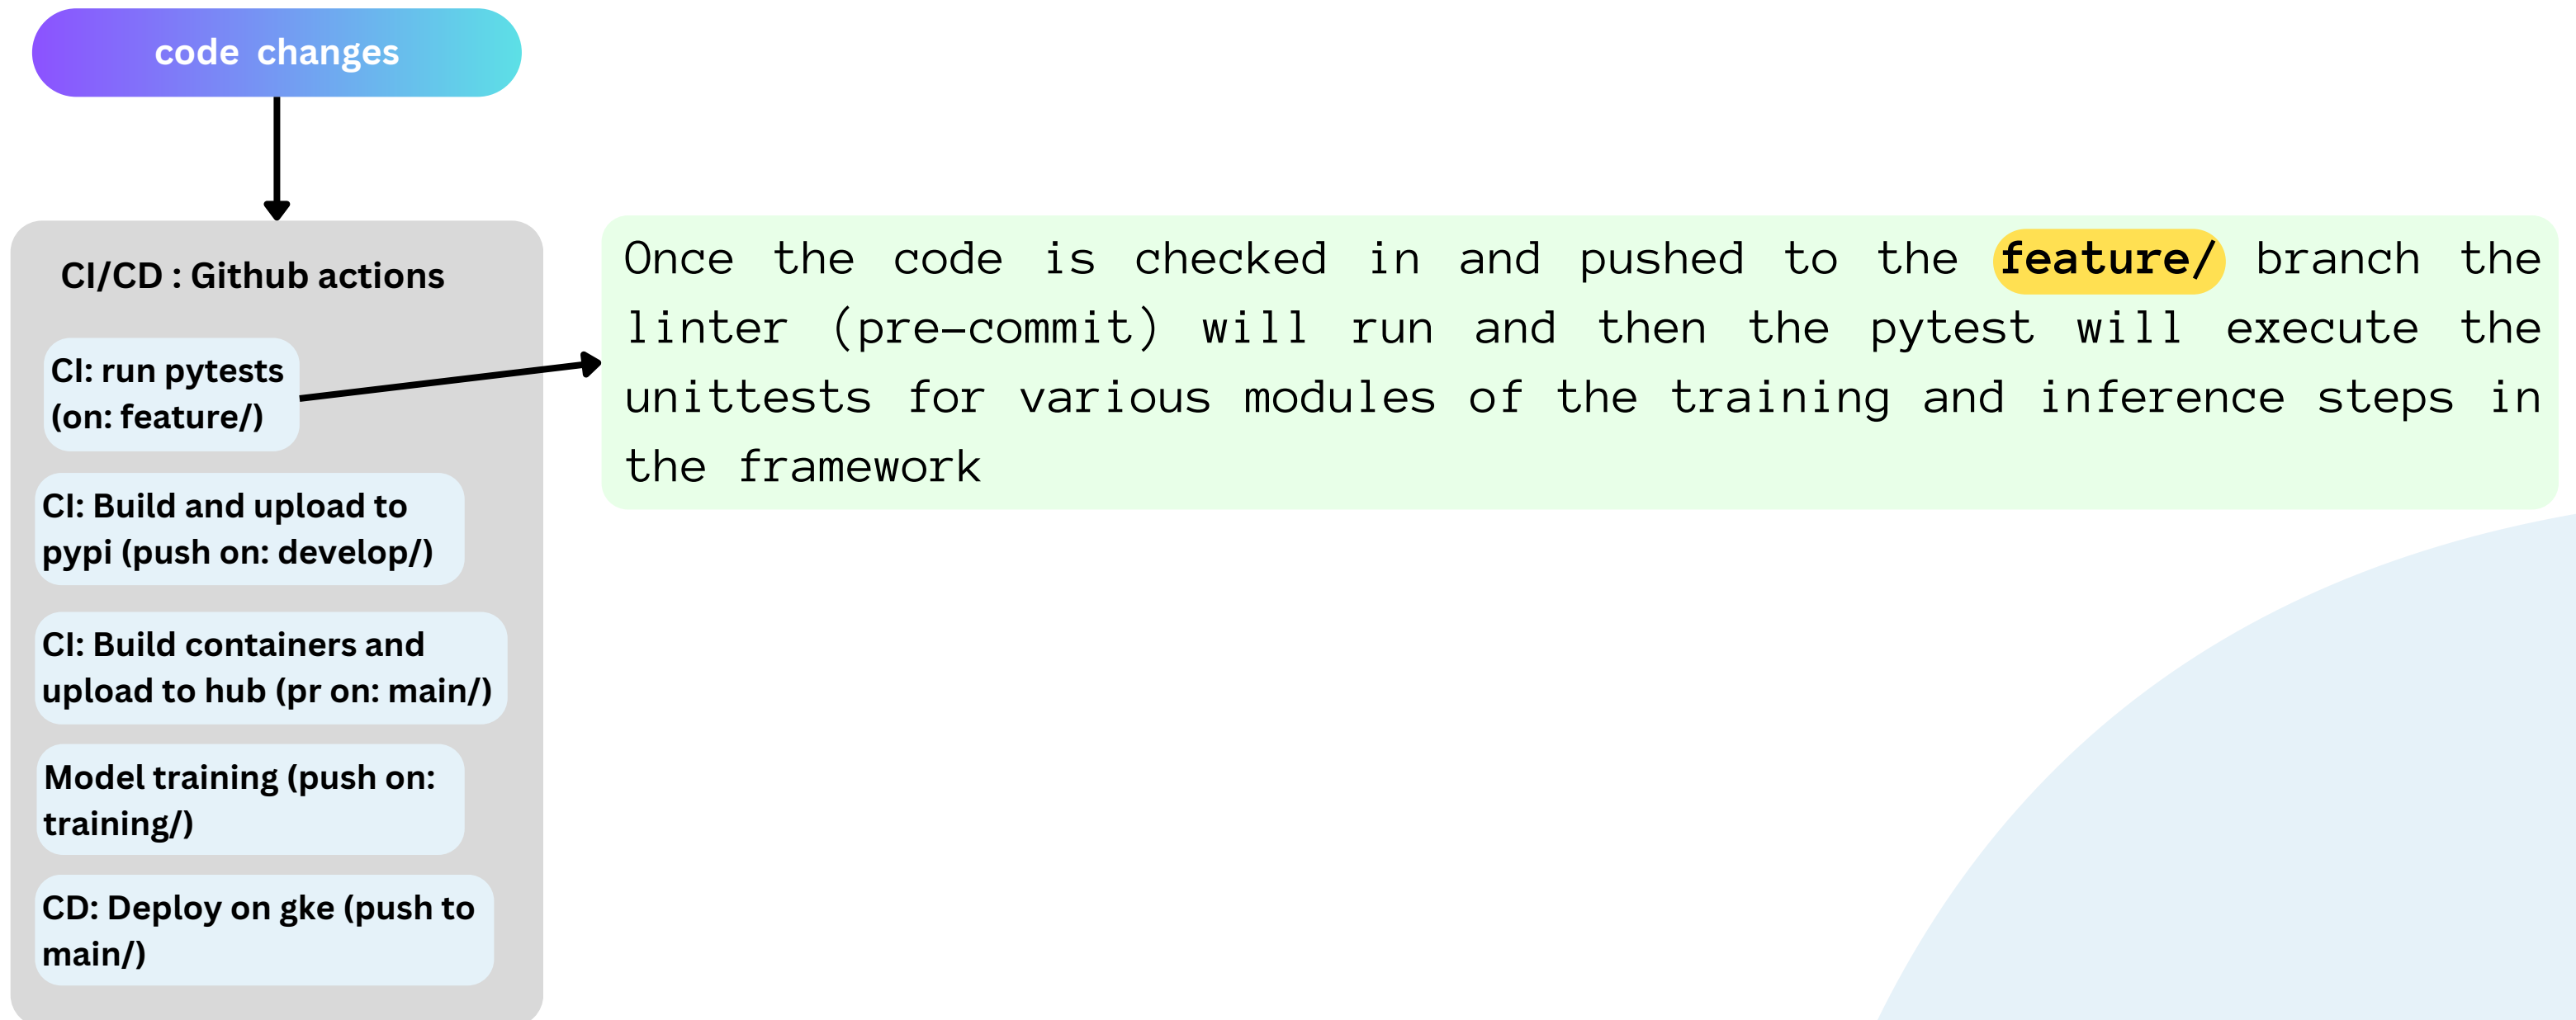 code changes
CI/CD : Github actions
CI: run pytests
(on: feature/)
CI: Build and upload to
pypi (push on: develop/)
CI: Build containers and
upload to hub (pr on: main/)
Model training (push on:
training/)
CD: Deploy on gke (push to
main/)
Once the code is checked in and pushed to the feature/ branch the
linter (pre-commit) will run and then the pytest will execute the
unittests for various modules of the training and inference steps in
the framework